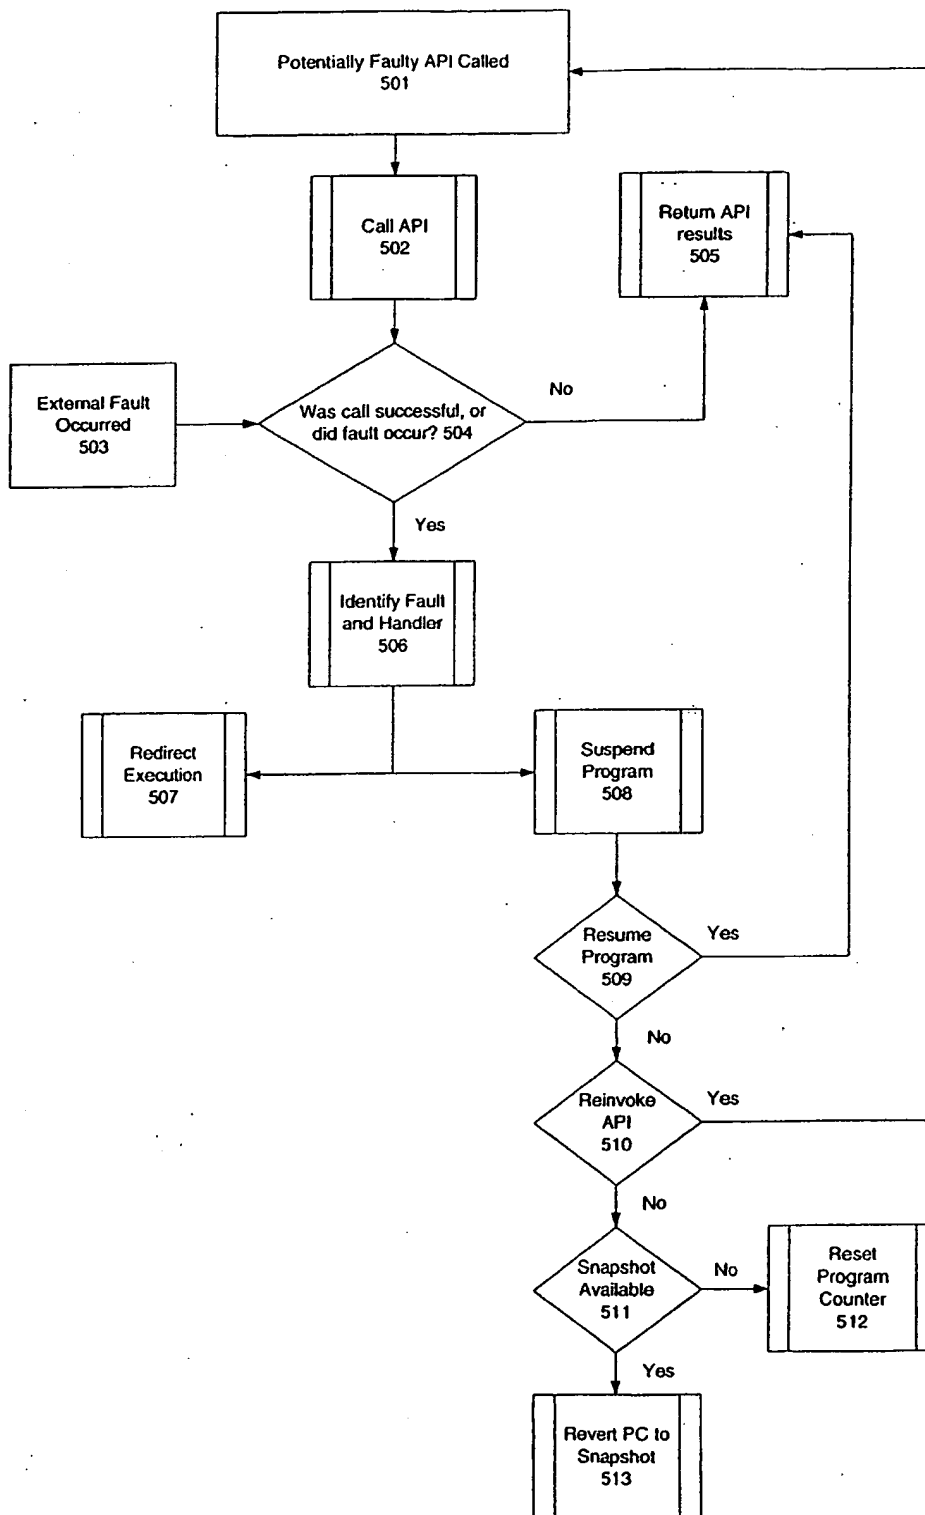 Potentially Faulty API Called
501
Call API
502
Return API
results
505
External Fault
Occurred
503
Was call successful, or
did fault occur? 504
No
Yes
Identify Fault
and Handler
506
Redirect
Execution
507
Suspend
Program
508
Resume
Program
509
Yes
No
Reinvoke
API
510
Yes
No
Snapshot
Available
511
No
Reset
Program
Counter
512
Yes
Revert PC to
Snapshot
513